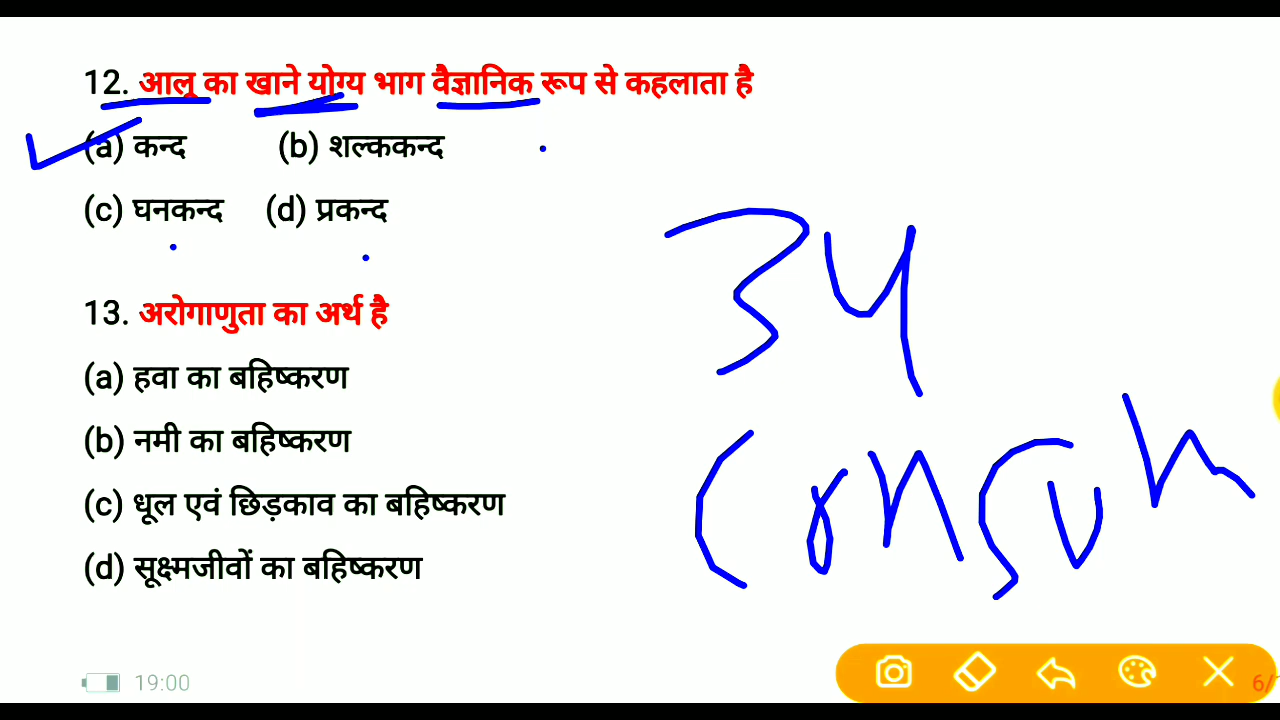 12. आलू का खाने योग्य भाग वैज्ञानिक रूप से कहलाता है
(a) कन्द (b) शल्ककन्द
(c) घनकन्द (d) प्रकन्द
34
13. अरोगाणुता का अर्थ है
(a) हवा का बहिष्करण
(b) नमी का बहिष्करण
(c) धूल एवं छिड़काव का बहिष्करण
(d) सूक्ष्मजीवों का बहिष्करण
19:00
6/